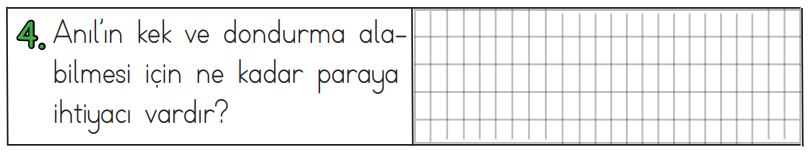 4. Anıl'ın kek ve dondurma ala-
bilmesi için ne kadar paraya
ihtiyacı vardır?